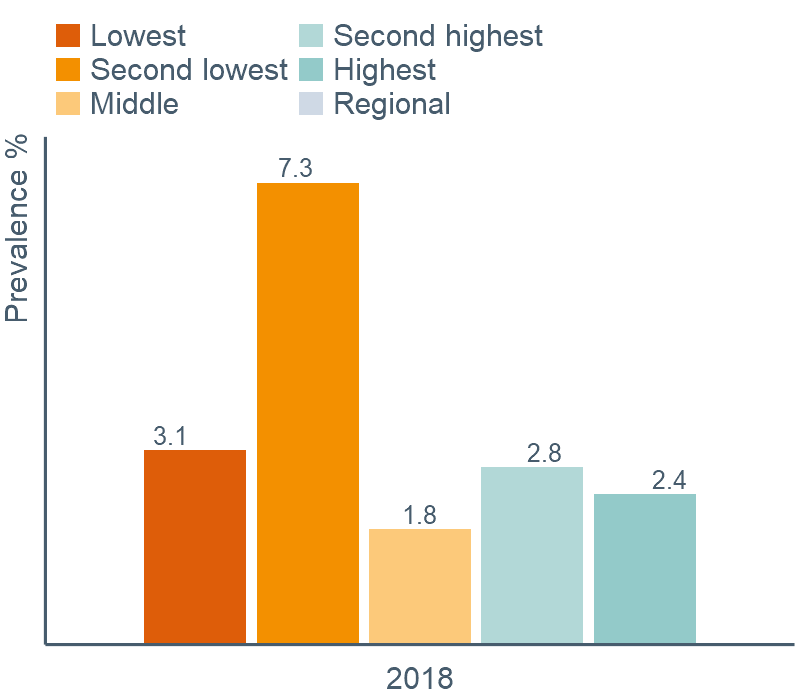 Lowest
Second lowest
Middle
Second highest
Highest
Regional
Prevalence %
3.1
7.3
1.8
2.8
2.4
2018